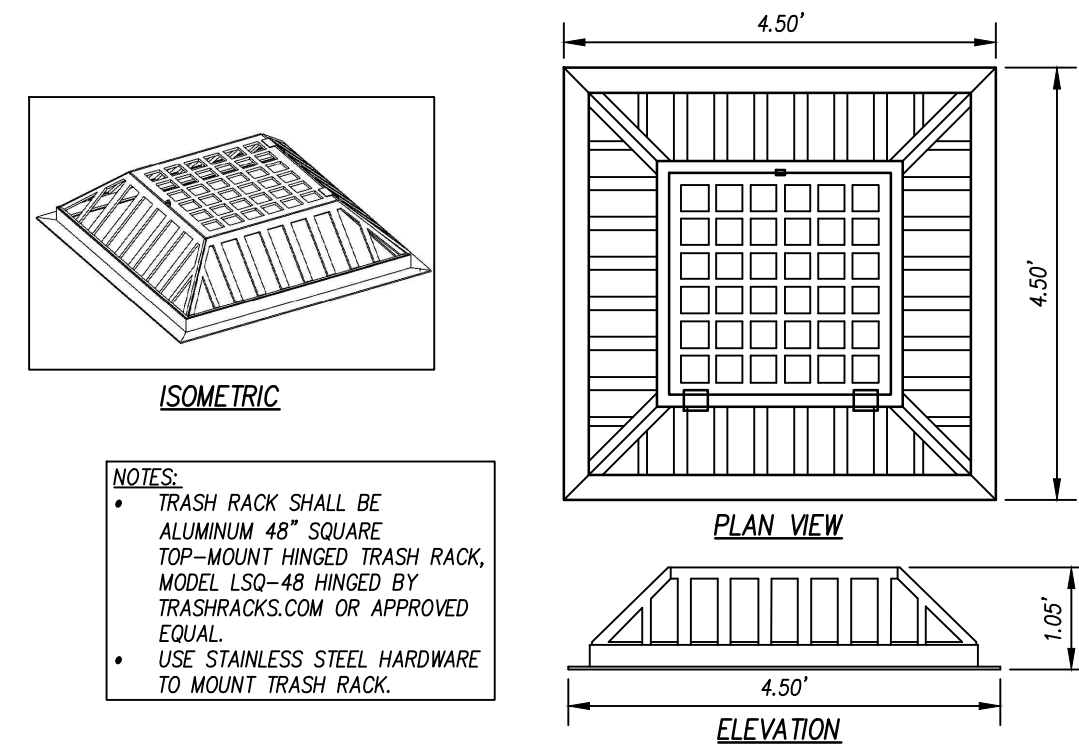 4.50'
4.50'
ISOMETRIC
NOTES:
• TRASH RACK SHALL BE
ALUMINUM 48" SQUARE
TOP-MOUNT HINGED TRASH RACK,
MODEL LSQ-48 HINGED BY
TRASHRACKS.COM OR APPROVED
EQUAL.
• USE STAINLESS STEEL HARDWARE
TO MOUNT TRASH RACK.
PLAN VIEW
1.05'
4.50'
ELEVATION